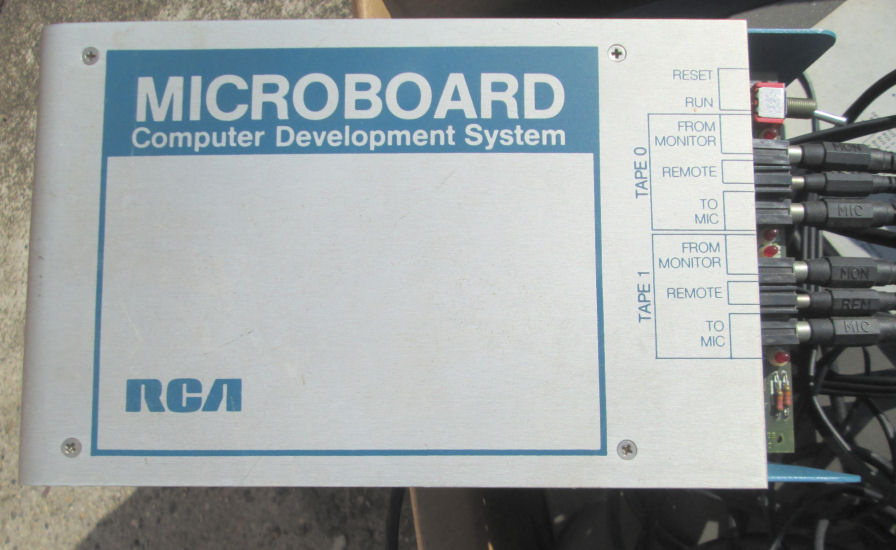 MICROBOARD
Computer Development System
RCA
RESET
RUN
TAPE 0
FROM
MONITOR
REMOTE
TO
MIC
TAPE 1
FROM
MONITOR
REMOTE
TO
MIC
MON
MIC
MON
REM
MIC